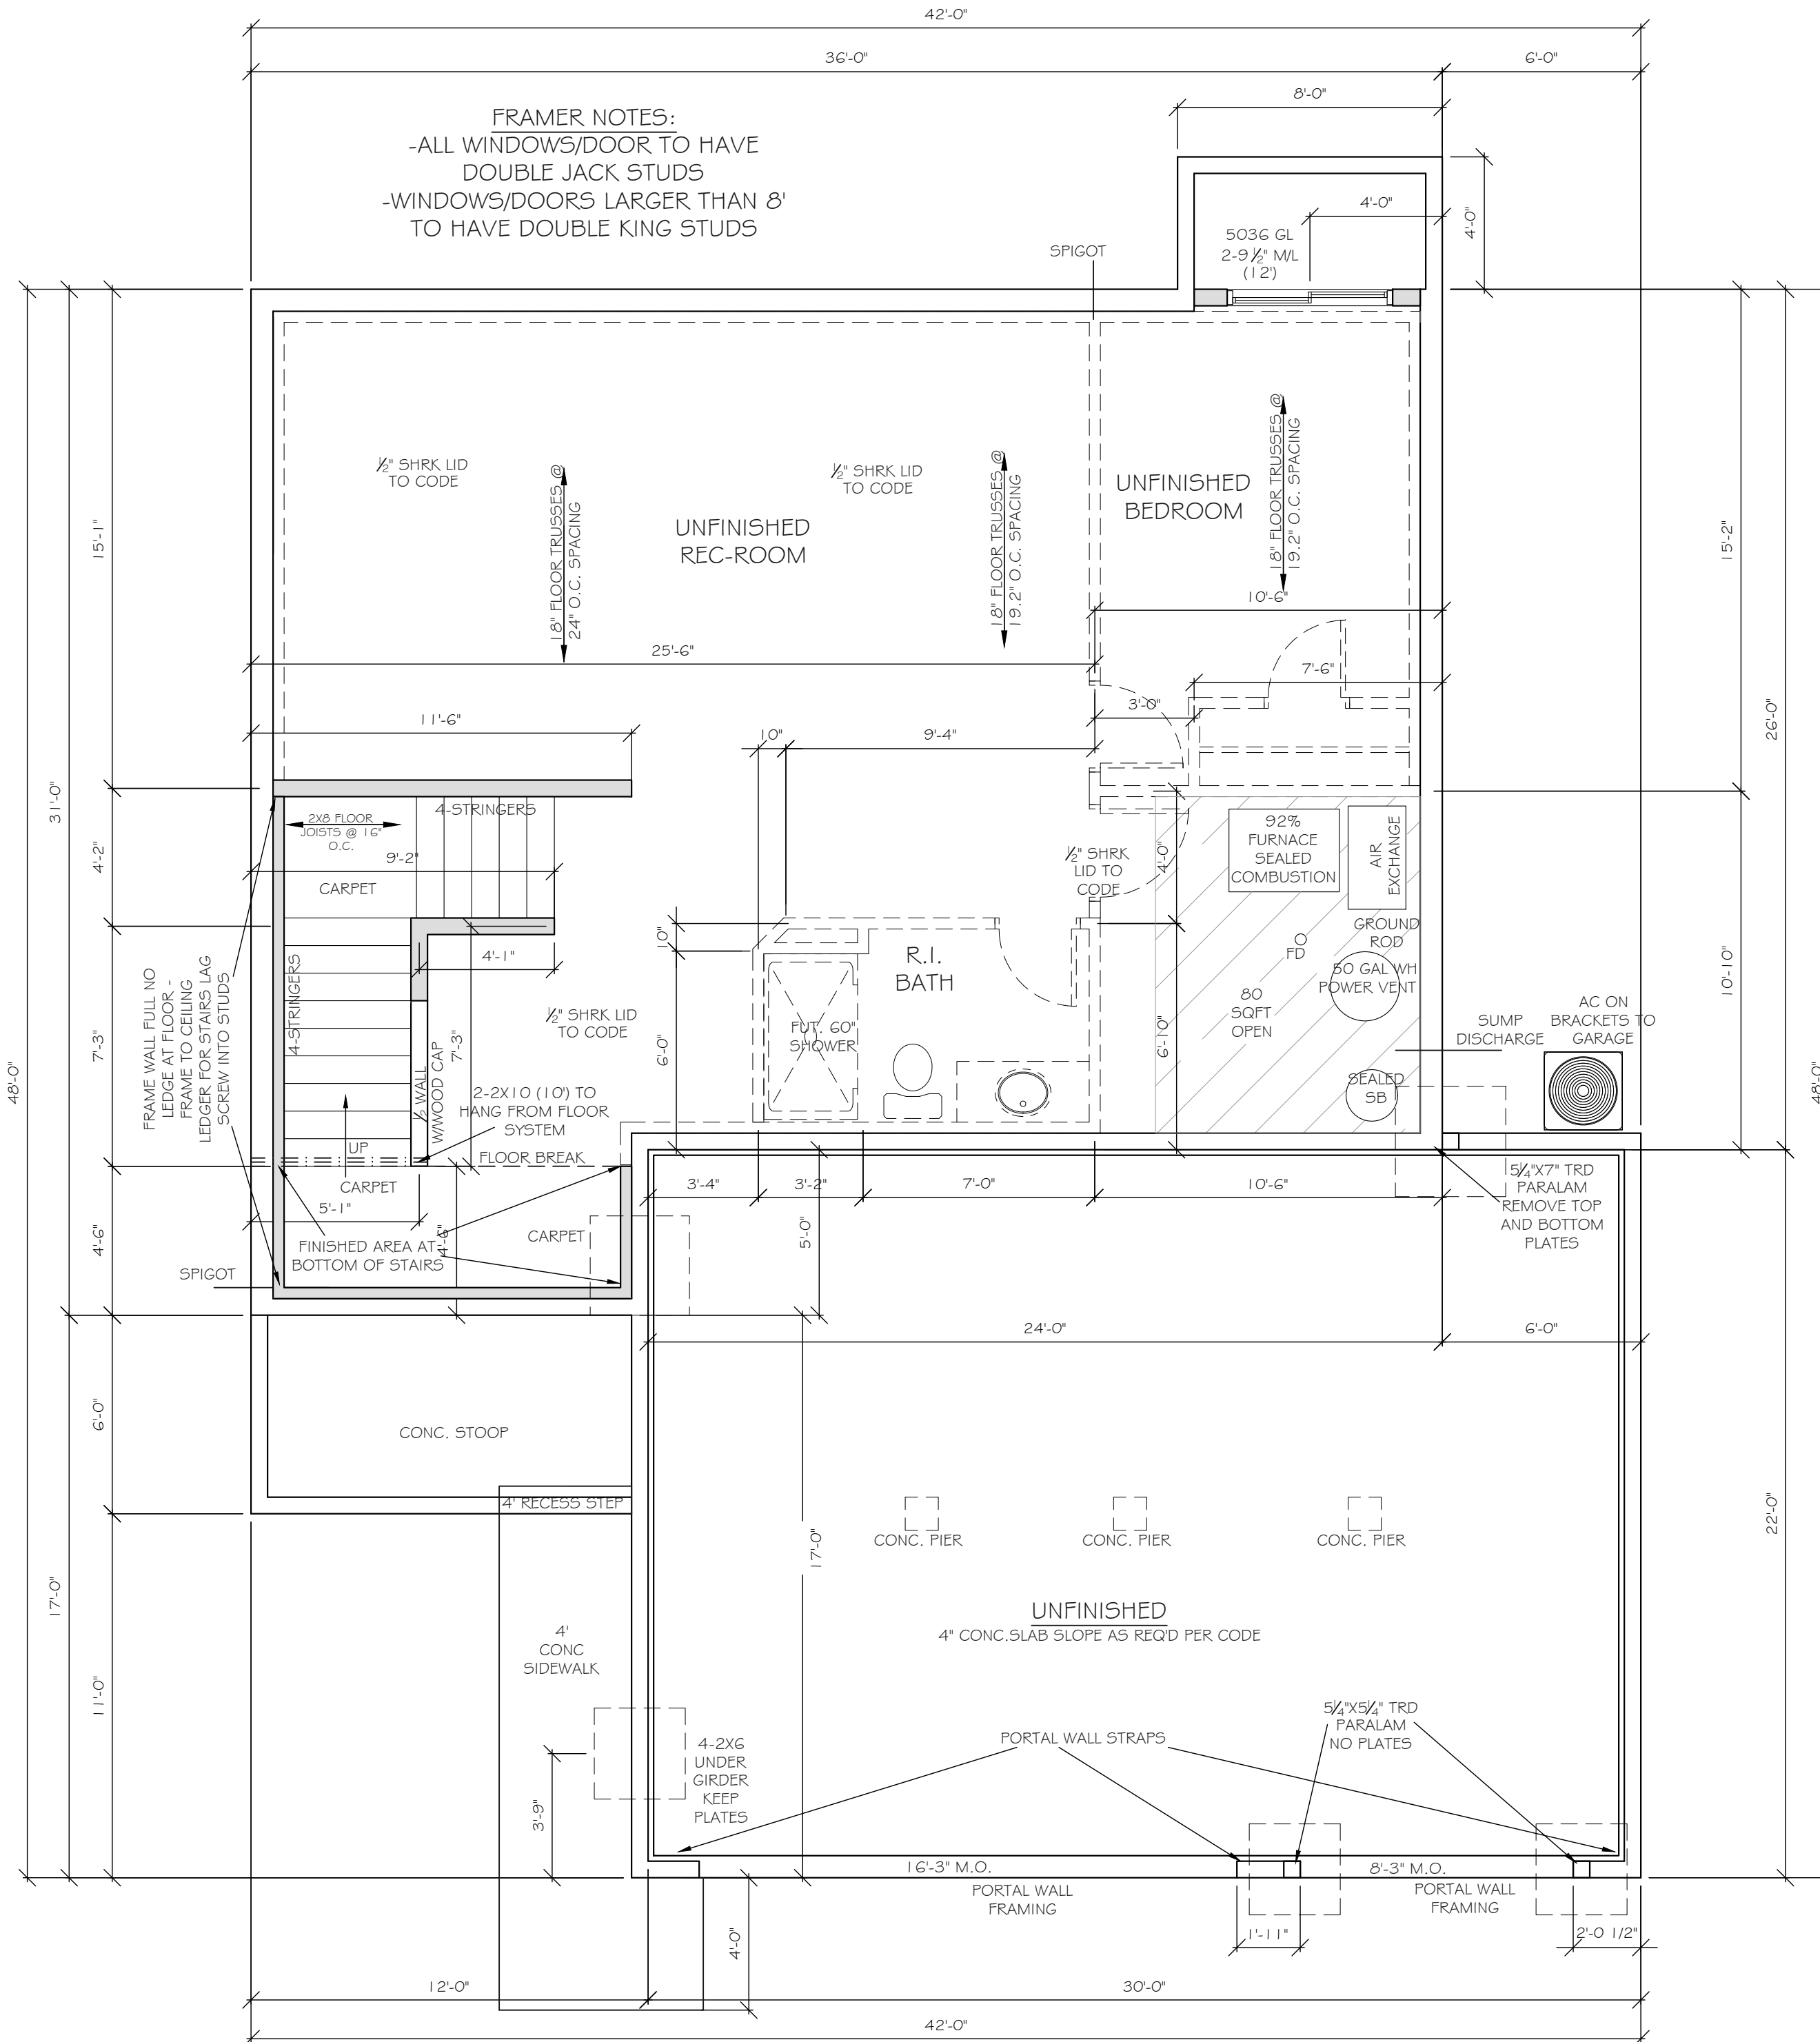 42'-0"
36'-0"
6'-0"
8'-0"
FRAMER NOTES:
-ALL WINDOWS/DOOR TO HAVE
DOUBLE JACK STUDS
-WINDOWS/DOORS LARGER THAN 8'
TO HAVE DOUBLE KING STUDS
4'-0"
4'-0"
5036 GL
2-9 1/2" M/L
(12')
SPIGOT
1/2" SHRK LID
TO CODE
1/2" SHRK LID
TO CODE
18" FLOOR TRUSSES @
24" O.C. SPACING
18" FLOOR TRUSSES @
19.2" O.C. SPACING
18" FLOOR TRUSSES @
19.2" O.C. SPACING
UNFINISHED
REC-ROOM
UNFINISHED
BEDROOM
15'-1"
15'-2"
10'-6"
25'-6"
7'-6"
3'-0"
11'-6"
10"
9'-4"
26'-0"
31'-0"
4'-2"
4-STRINGERS
2X8 FLOOR
JOISTS @ 16"
O.C.
9'-2"
CARPET
1/2" SHRK
LID TO
CODE
4'-0"
92%
FURNACE
SEALED
COMBUSTION
AIR
EXCHANGE
GROUND
ROD
FD
50 GAL WH
POWER VENT
80
SQFT
OPEN
SEALED
SB
10'-10"
SUMP
DISCHARGE
AC ON
BRACKETS TO
GARAGE
4'-1"
10"
R.I.
BATH
FUT. 60"
SHOWER
6'-0"
6'-10"
FRAME WALL FULL NO
LEDGE AT FLOOR -
FRAME TO CEILING
LEDGER FOR STAIRS LAG
SCREW INTO STUDS
4-STRINGERS
7'-3"
7'-3"
1/2" SHRK LID
TO CODE
1/2 WALL
W/WOOD CAP
2-2X10 (10') TO
HANG FROM FLOOR
SYSTEM
FLOOR BREAK
UP
CARPET
5'-1"
48'-0"
48'-0"
4'-6"
4'-6"
FINISHED AREA AT
BOTTOM OF STAIRS
CARPET
SPIGOT
3'-4"
3'-2"
7'-0"
10'-6"
5'-0"
5 1/4"X7" TRD
PARALAM
REMOVE TOP
AND BOTTOM
PLATES
24'-0"
6'-0"
6'-0"
CONC. STOOP
4' RECESS STEP
17'-0"
17'-0"
22'-0"
CONC. PIER
CONC. PIER
CONC. PIER
UNFINISHED
4" CONC.SLAB SLOPE AS REQ'D PER CODE
4'
CONC
SIDEWALK
11'-0"
4-2X6
UNDER
GIRDER
KEEP
PLATES
3'-9"
PORTAL WALL STRAPS
5 1/4"X5 1/4" TRD
PARALAM
NO PLATES
16'-3" M.O.
8'-3" M.O.
PORTAL WALL
FRAMING
PORTAL WALL
FRAMING
1'-11"
2'-0 1/2"
4'-0"
12'-0"
30'-0"
42'-0"